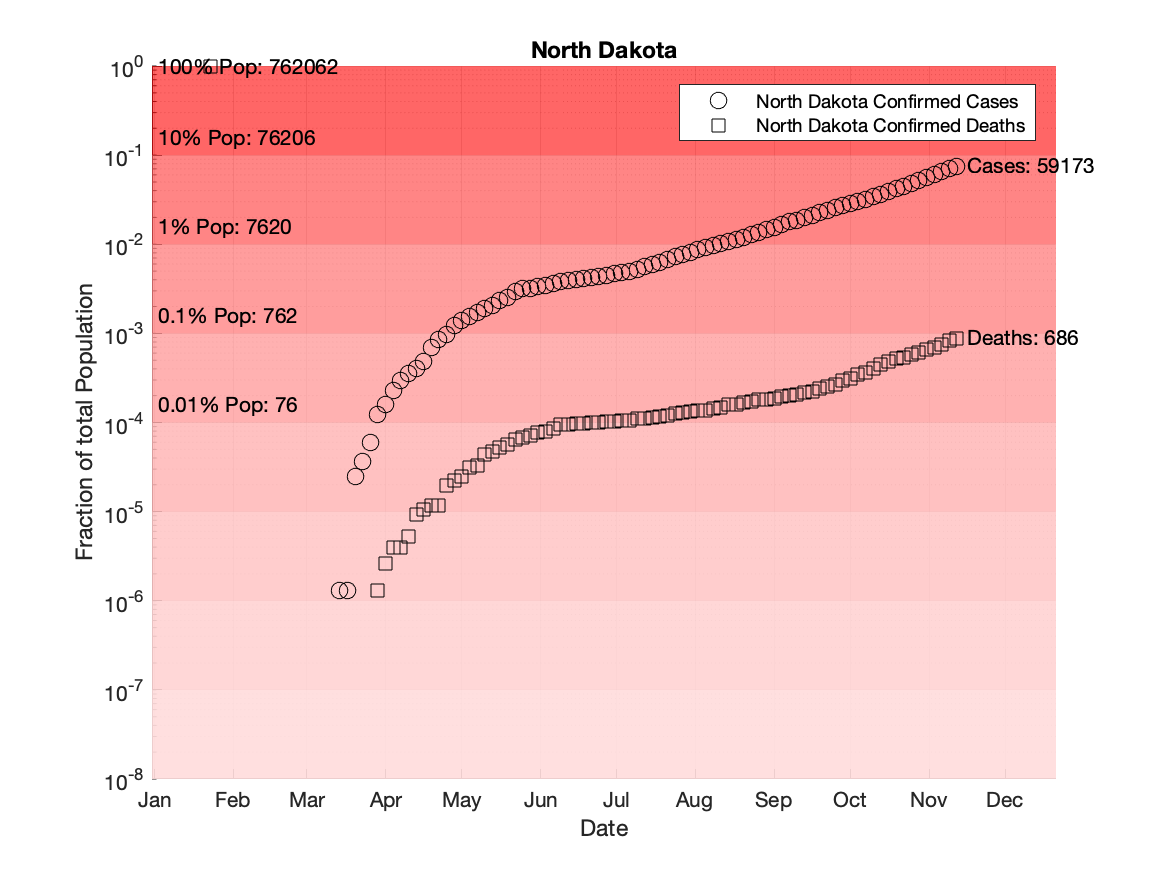 North Dakota
10^0
100% Pop: 762062
North Dakota Confirmed Cases
North Dakota Confirmed Deaths
10% Pop: 76206
10^-1
Cases: 59173
1% Pop: 7620
10^-2
0.1% Pop: 762
10^-3
Deaths: 686
0.01% Pop: 76
10^-4
10^-5
10^-6
10^-7
10^-8
Fraction of total Population
Jan Feb Mar Apr May Jun Jul Aug Sep Oct Nov Dec
Date